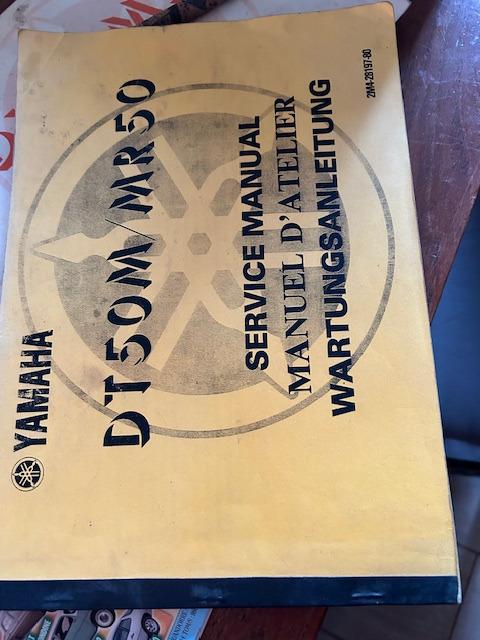 YAMAHA
DT50M/MR50
SERVICE MANUAL
MANUEL D'ATELIER
WARTUNGSANLEITUNG
2M4-28197-80